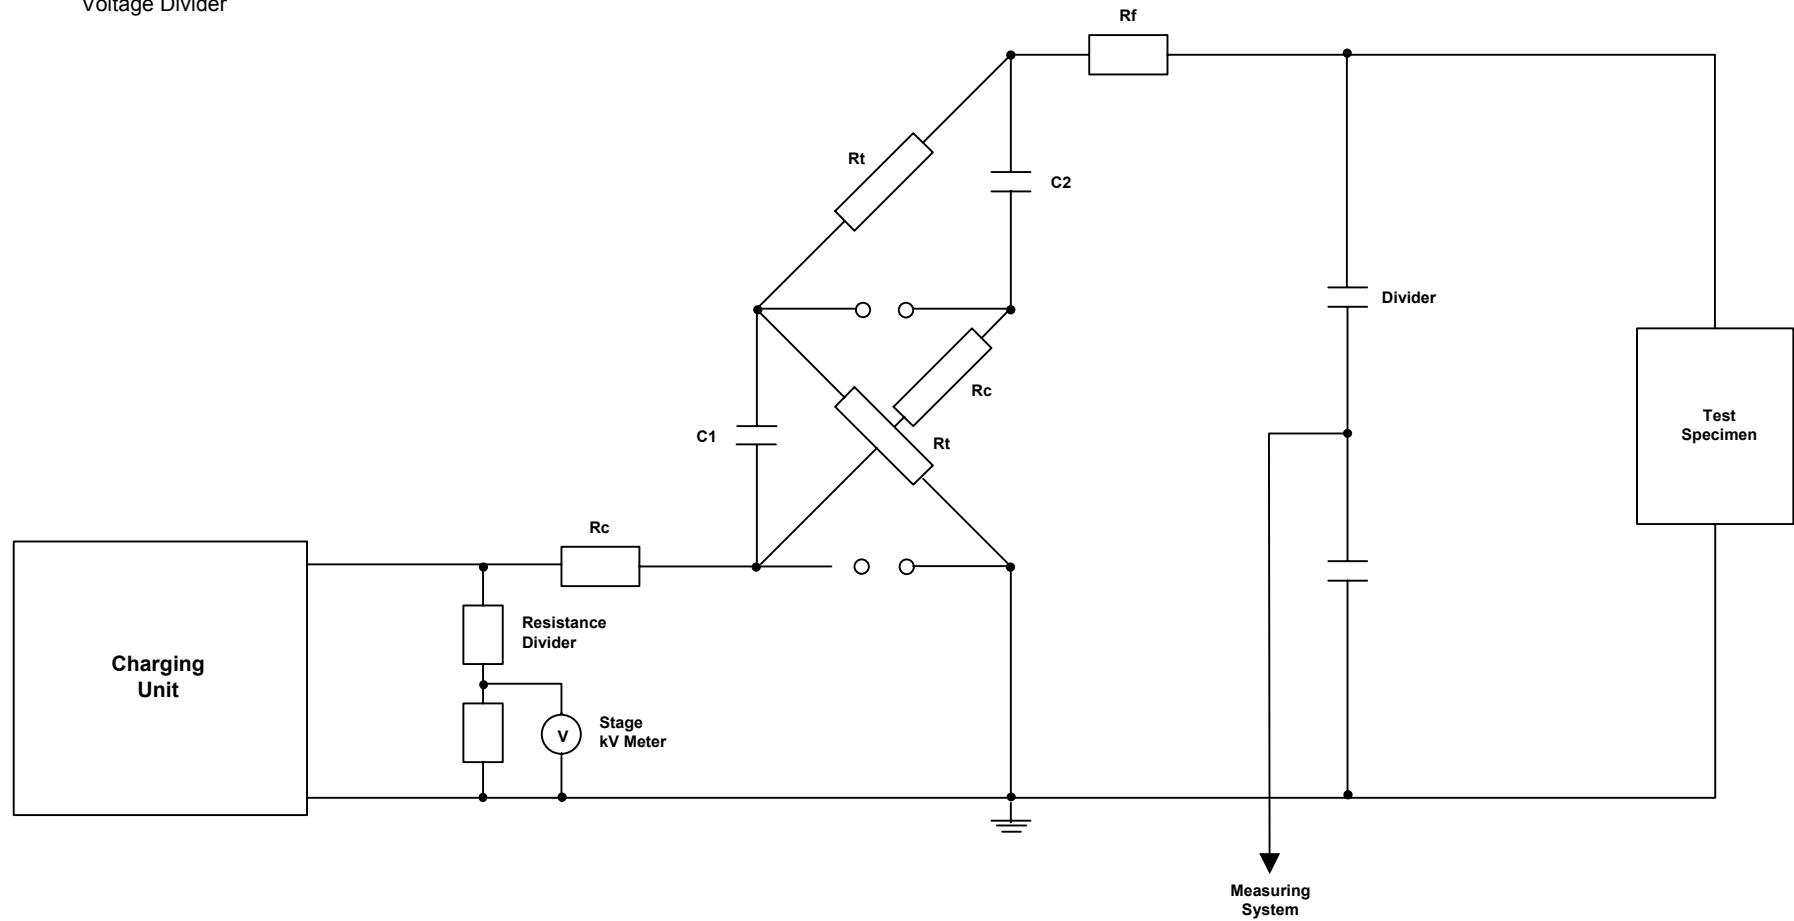 Voltage Divider
Rf
Rt
C2
Divider
Rc
Test
Specimen
C1
Rt
Rc
Resistance
Divider
Charging
Unit
Stage
kV Meter
V
Measuring
System